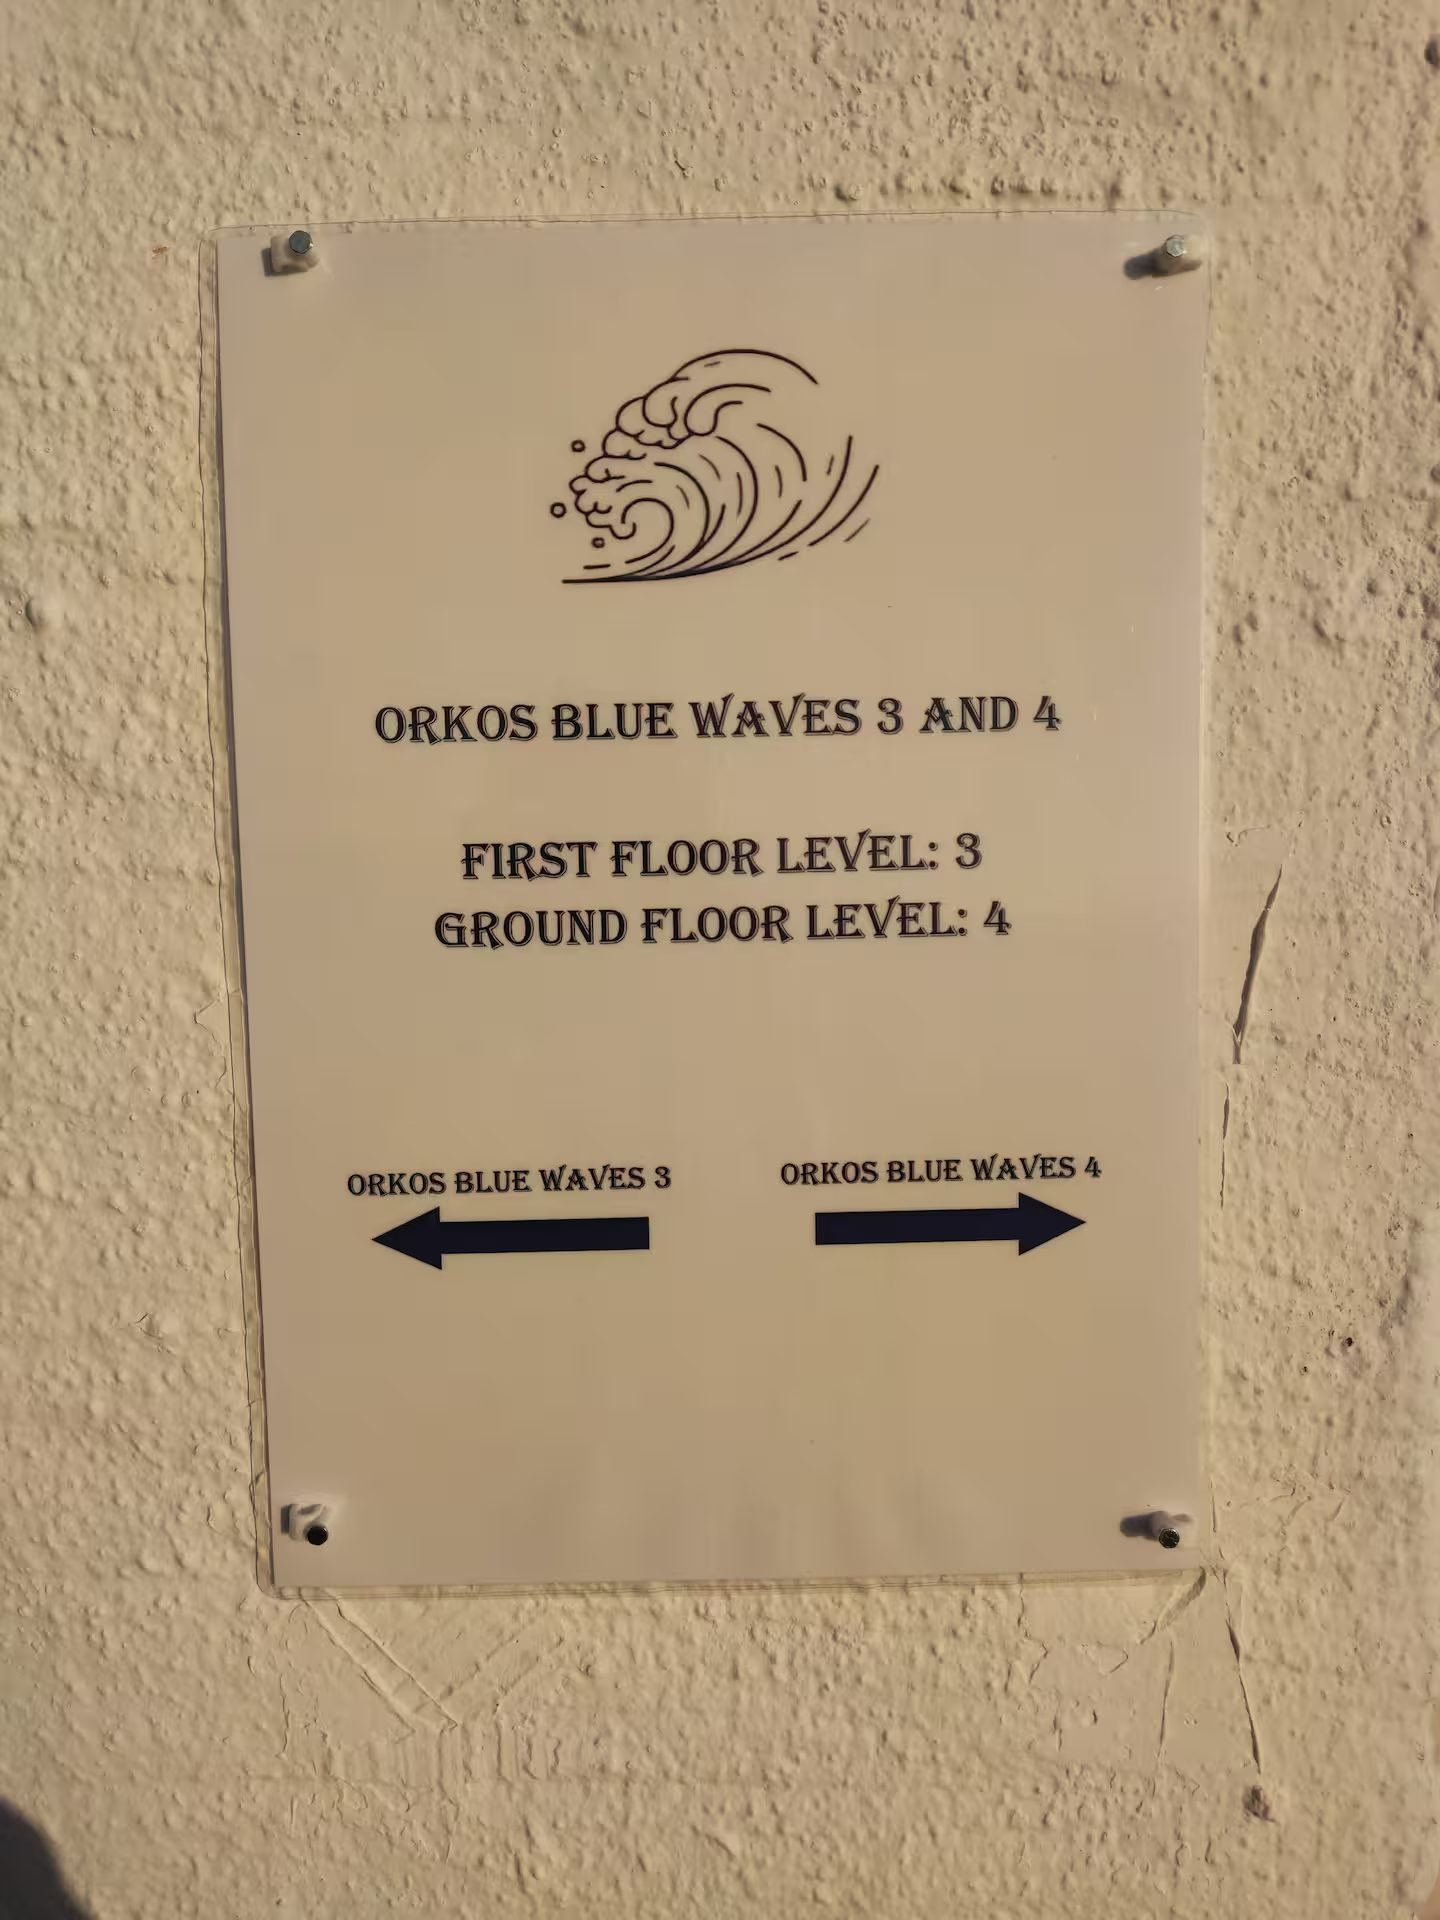 ORKOS BLUE WAVES 3 AND 4
FIRST FLOOR LEVEL: 3
GROUND FLOOR LEVEL: 4
ORKOS BLUE WAVES 3
ORKOS BLUE WAVES 4